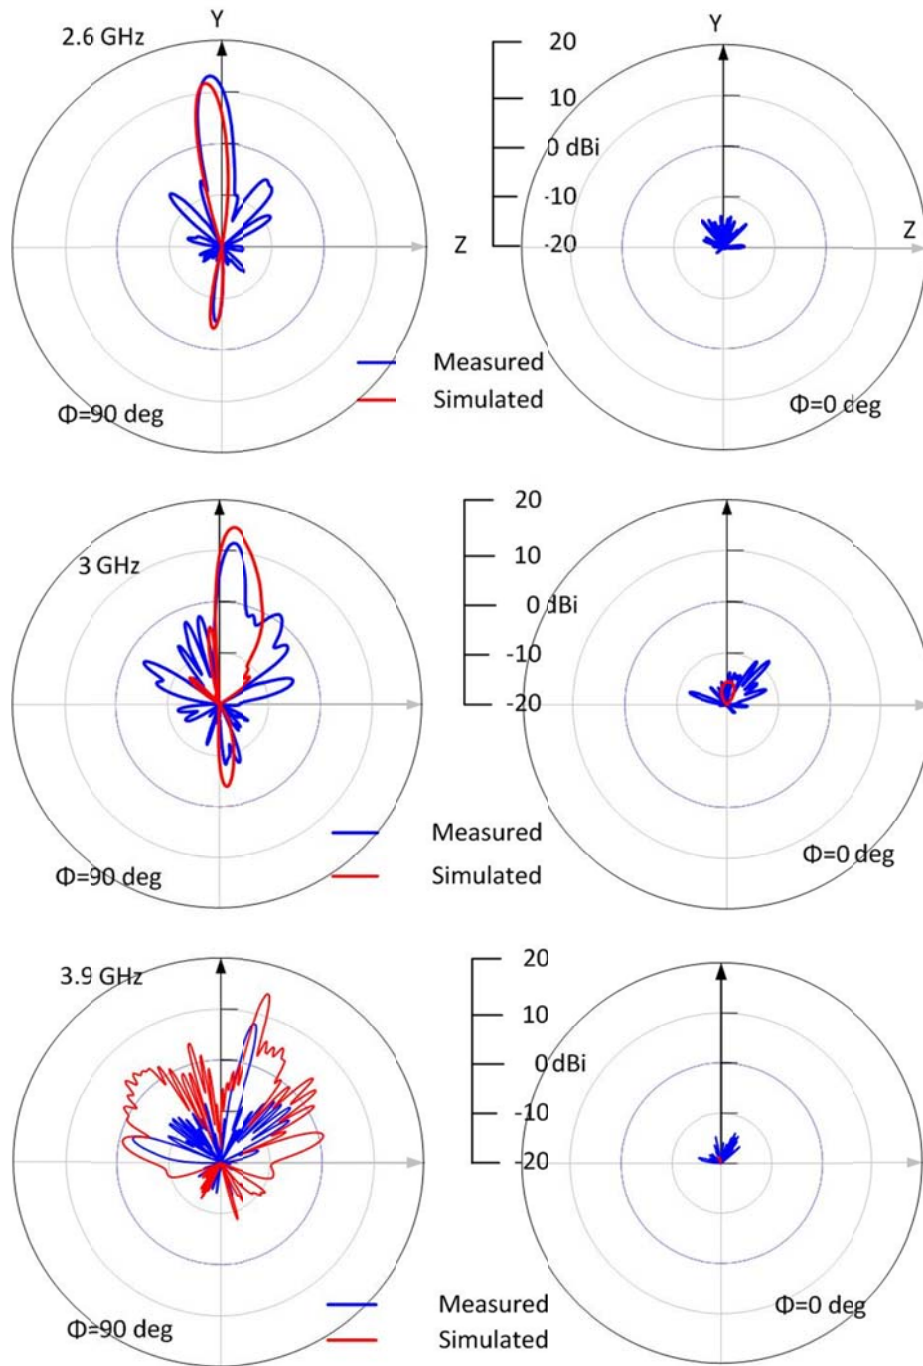 Y
Y
2.6 GHz
20
10
0 dBi
-10
-20
Z
Z
Measured
Simulated
Φ=90 deg
Φ=0 deg
20
3 GHz
10
0 dBi
-10
-20
Measured
Simulated
Φ=90 deg
Φ=0 deg
3.9 GHz
20
10
0 dBi
-10
-20
Measured
Simulated
Φ=90 deg
Φ=0 deg